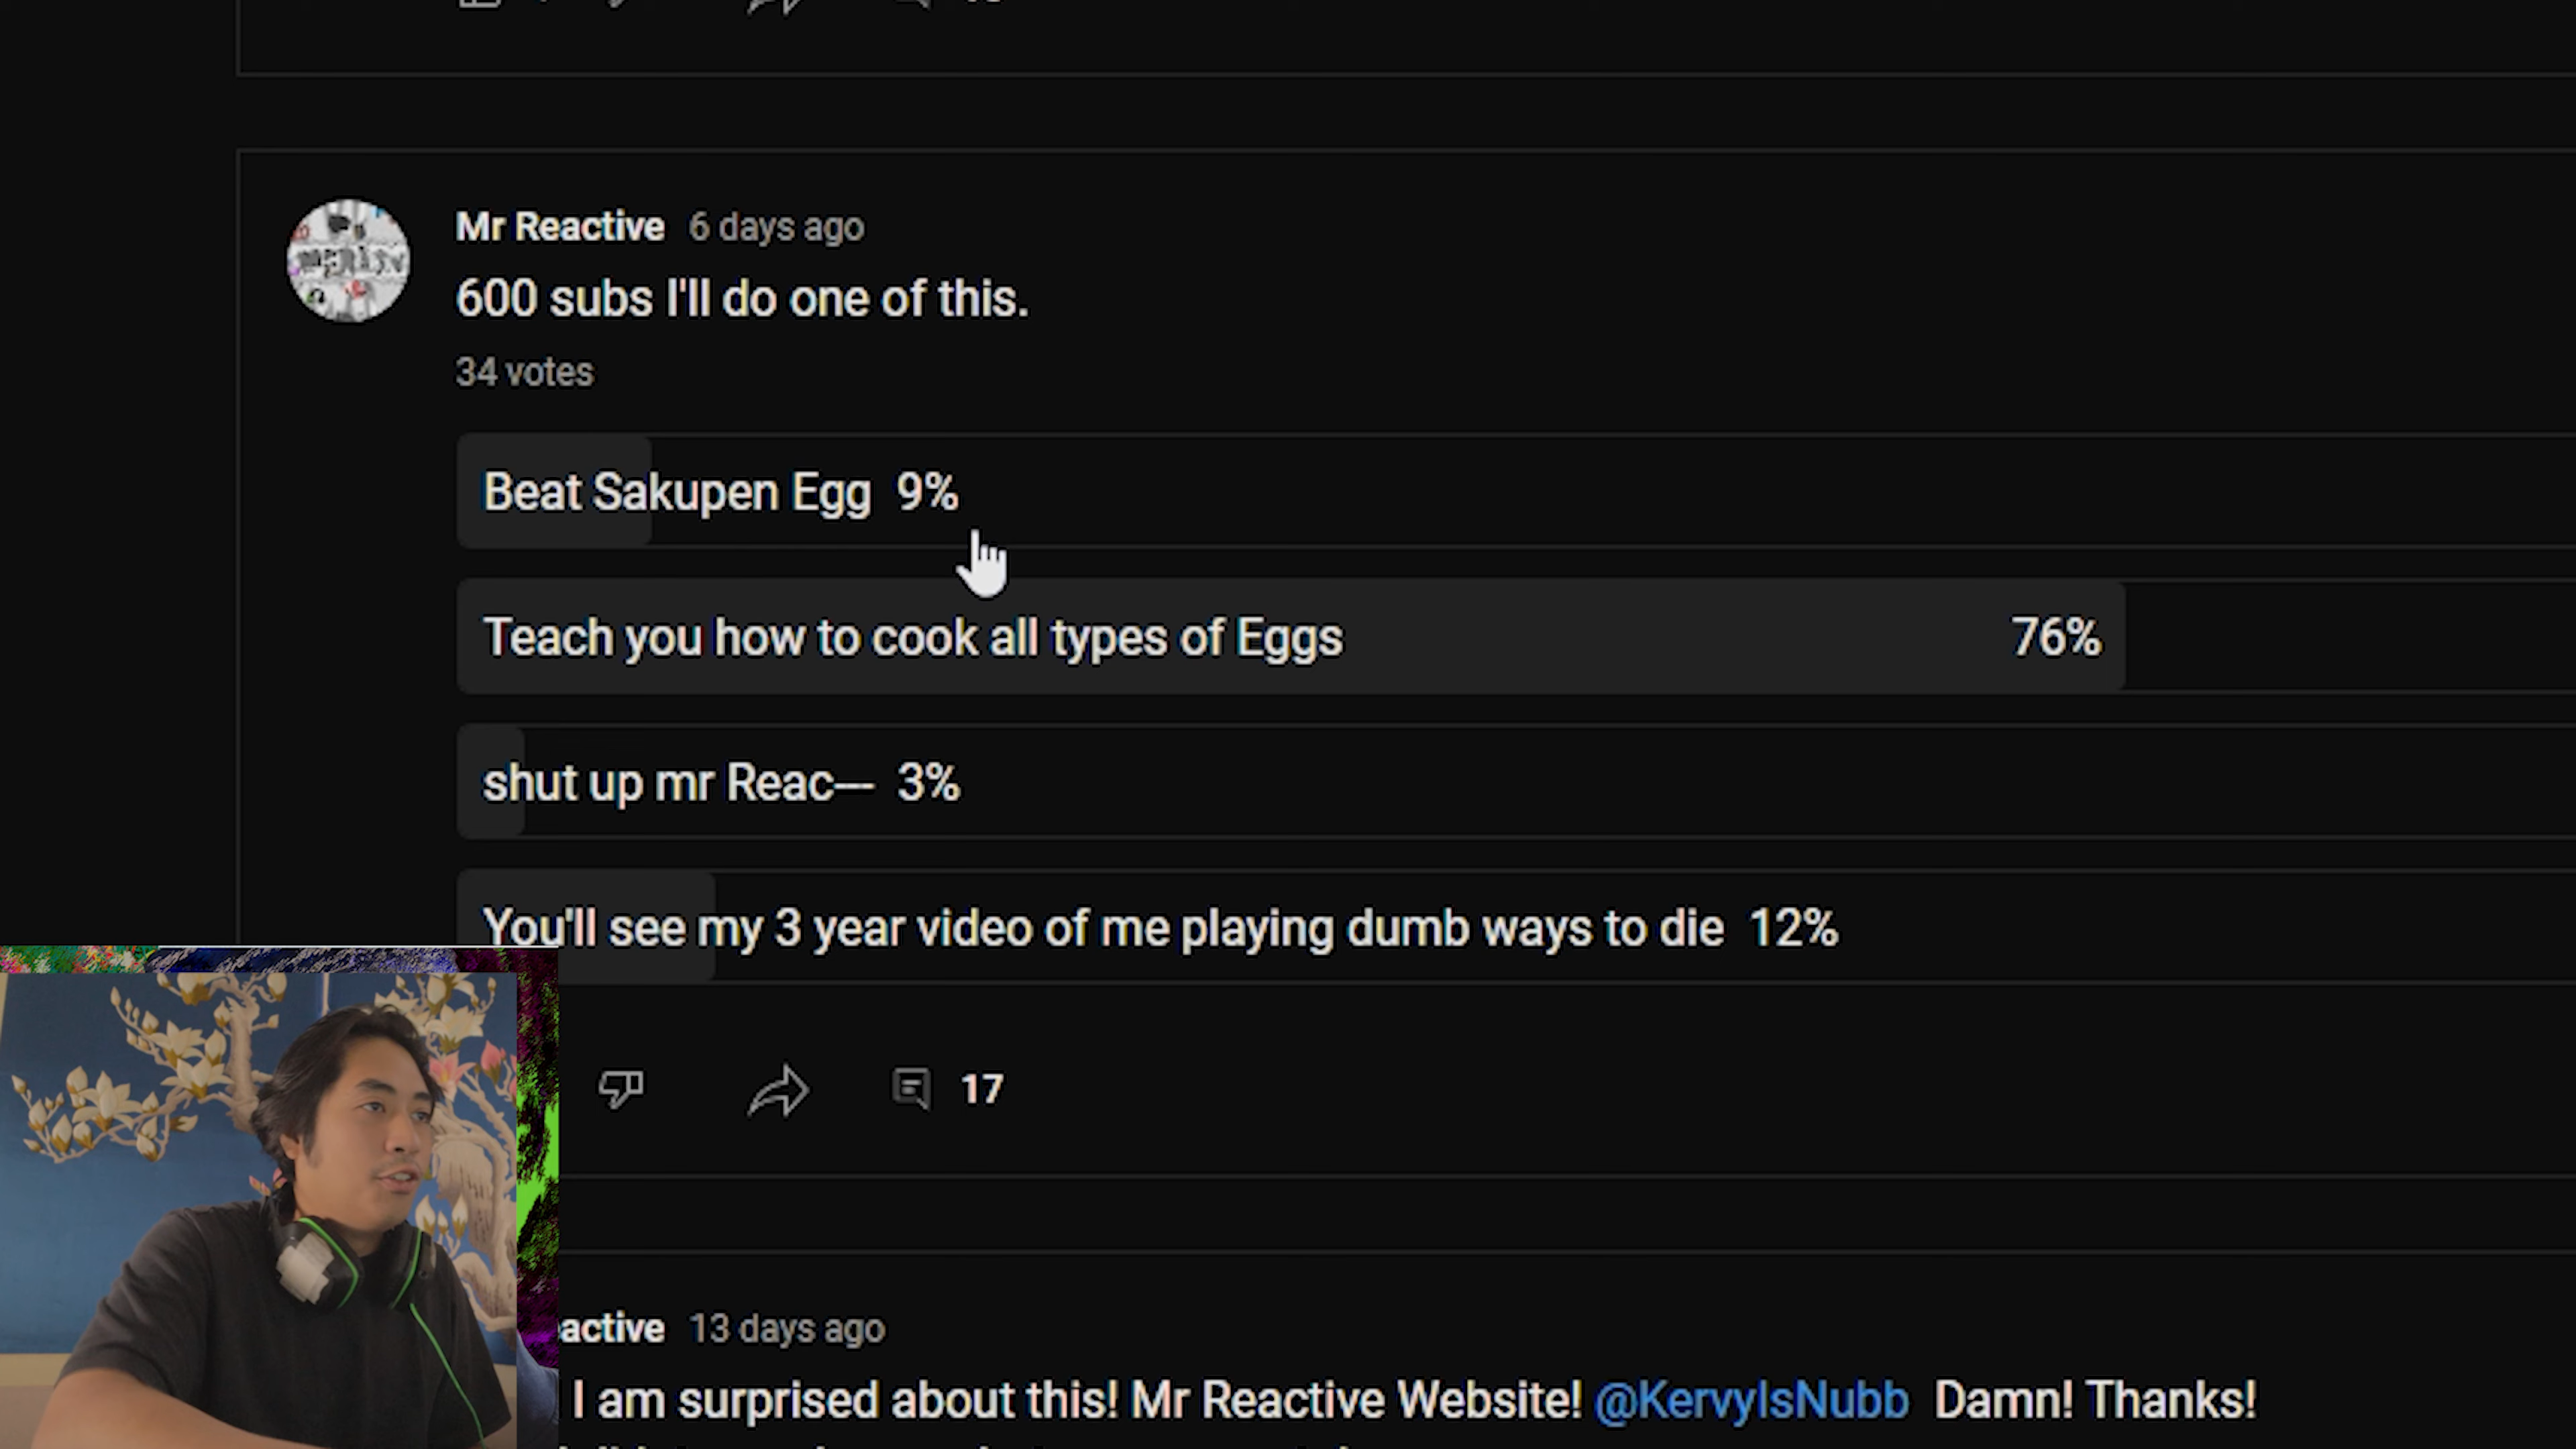 Mr Reactive 6 days ago
600 subs I'll do one of this.
34 votes
Beat Sakupen Egg 9%
Teach you how to cook all types of Eggs 76%
shut up mr Reac--- 3%
You'll see my 3 year video of me playing dumb ways to die 12%
17
active 13 days ago
I am surprised about this! Mr Reactive Website! @KervyIsNubb Damn! Thanks!